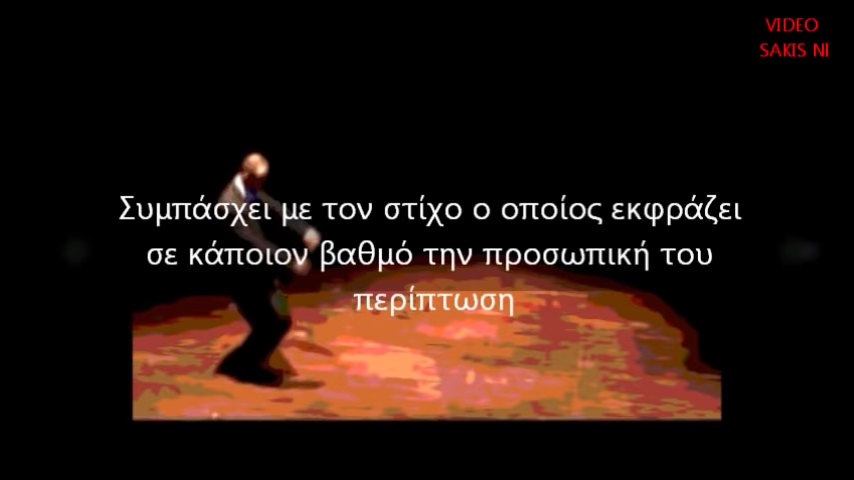 VIDEO
SAKIS NI
Συμπάσχει με τον στίχο ο οποίος εκφράζει
σε κάποιον βαθμό την προσωπική του
περίπτωση